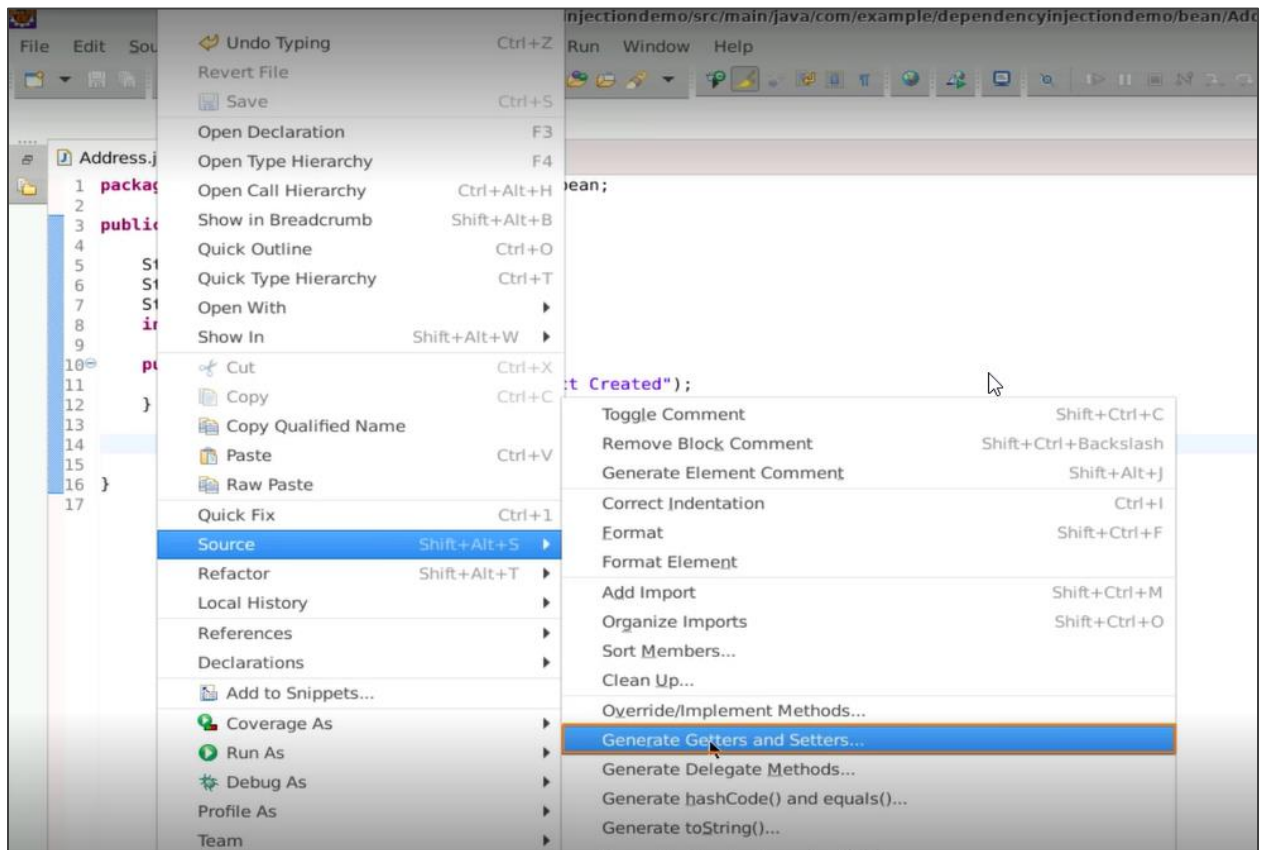 njectiondemo/src/main/java/com/example/dependencyinjectiondemo/bean/Add
File Edit Sou Run Window Help
Undo Typing Ctrl+Z
Revert File
Save Ctrl+S
Open Declaration F3
Open Type Hierarchy F4
Open Call Hierarchy Ctrl+Alt+H
Show in Breadcrumb Shift+Alt+B
Quick Outline Ctrl+O
Quick Type Hierarchy Ctrl+T
Open With
Show In Shift+Alt+W
Cut Ctrl+X
Copy Ctrl+C
Copy Qualified Name
Paste Ctrl+V
Raw Paste
Quick Fix Ctrl+1
Source Shift+Alt+S
Refactor Shift+Alt+T
Local History
References
Declarations
Add to Snippets...
Coverage As
Run As
Debug As
Profile As
Team
Address.j
1 packag bean;
2
3 public
4
5 St
6 St
7 St
8 in
9
10 pu
11 t Created");
12 }
13
14
15
16 }
17
Toggle Comment Shift+Ctrl+C
Remove Block Comment Shift+Ctrl+Backslash
Generate Element Comment Shift+Alt+J
Correct Indentation Ctrl+I
Format Shift+Ctrl+F
Format Element
Add Import Shift+Ctrl+M
Organize Imports Shift+Ctrl+O
Sort Members...
Clean Up...
Override/Implement Methods...
Generate Getters and Setters...
Generate Delegate Methods...
Generate hashCode() and equals()...
Generate toString()...